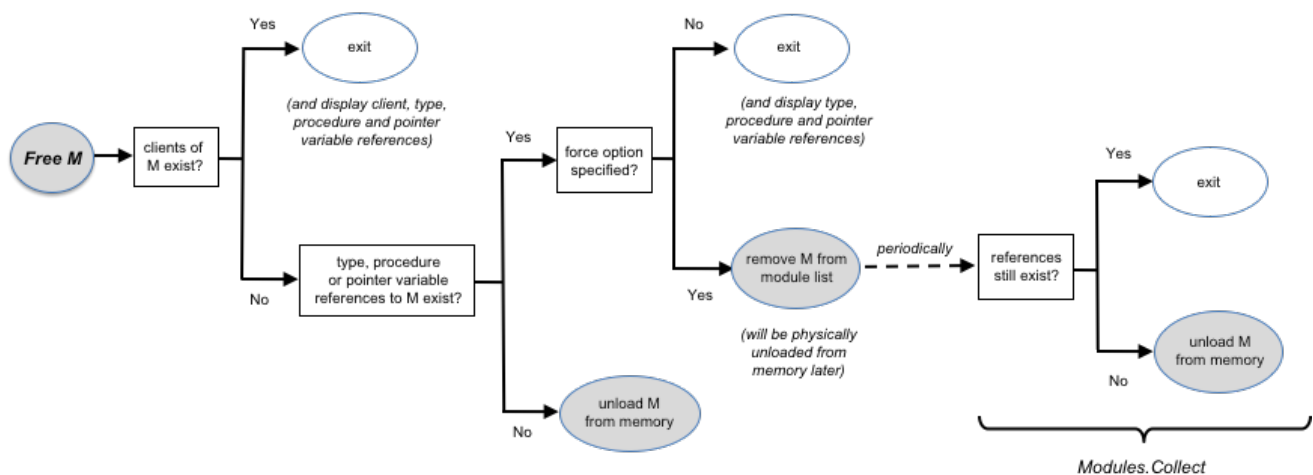 Yes
exit
(and display client, type,
procedure and pointer
variable references)
Free M
clients of
M exist?
No
type, procedure
or pointer variable
references to M exist?
Yes
force option
specified?
No
exit
(and display type,
procedure and pointer
variable references)
Yes
remove M from
module list
(will be physically
unloaded from
memory later)
No
unload M
from memory
periodically
references
still exist?
Yes
exit
No
unload M
from memory
Modules.Collect